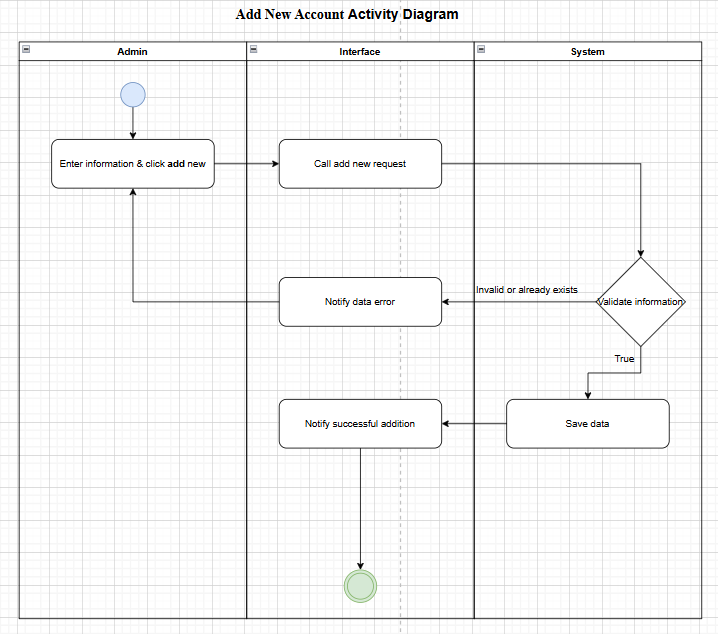 Add New Account Activity Diagram
Admin
Interface
System
Enter information & click add new
Call add new request
Invalid or already exists
Notify data error
Validate information
True
Notify successful addition
Save data